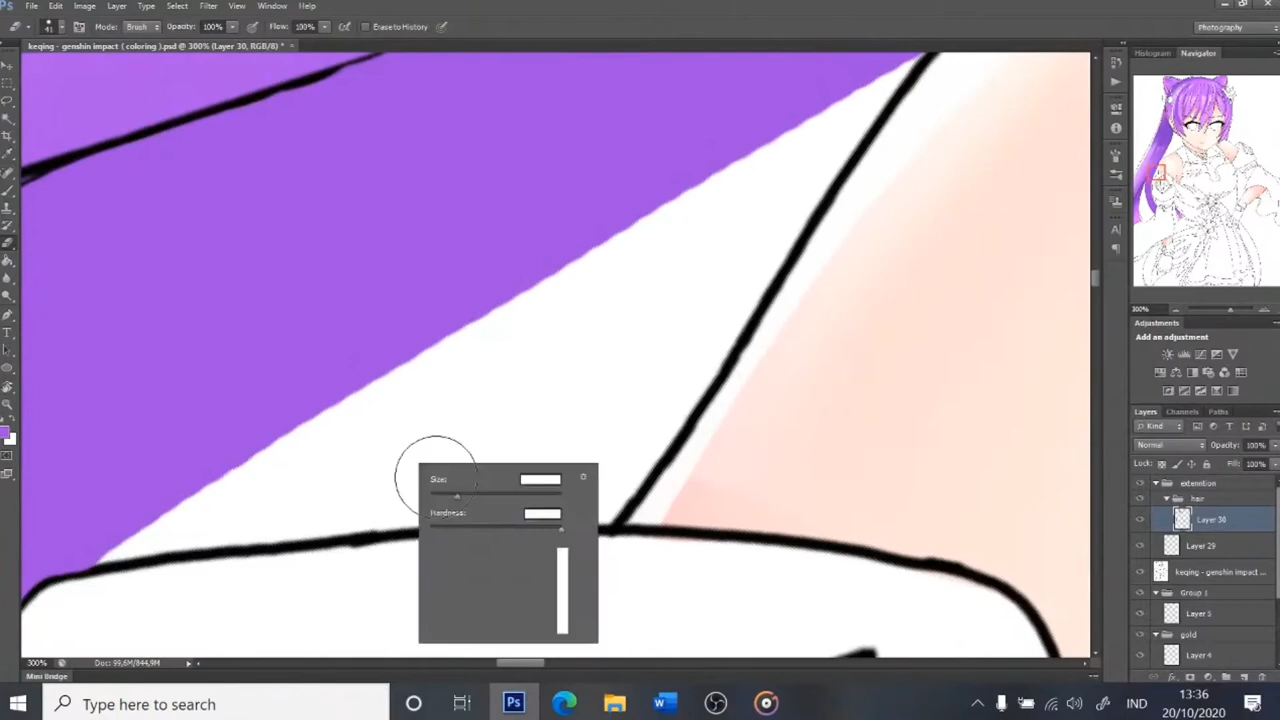 Ps File Edit Image Layer Type Select Filter View Window Help
41 Mode: Brush Opacity: 100% Flow: 100% Erase to History Photography
keqing - genshin impact ( coloring ).psd @ 300% (Layer 30, RGB/8) * ×
Histogram Navigator
300%
Adjustments
Add an adjustment
Layers Channels Paths
Kind
Normal Opacity: 100%
Lock: Fill: 100%
hair
Layer 30
Layer 29
keqing - genshin impact ...
Group 1
Layer 5
gold
Layer 4
Size:
Hardness:
300% Doc: 99,6M/844,9M
Mini Bridge
Type here to search
Ps
W
IND
13:36
20/10/2020